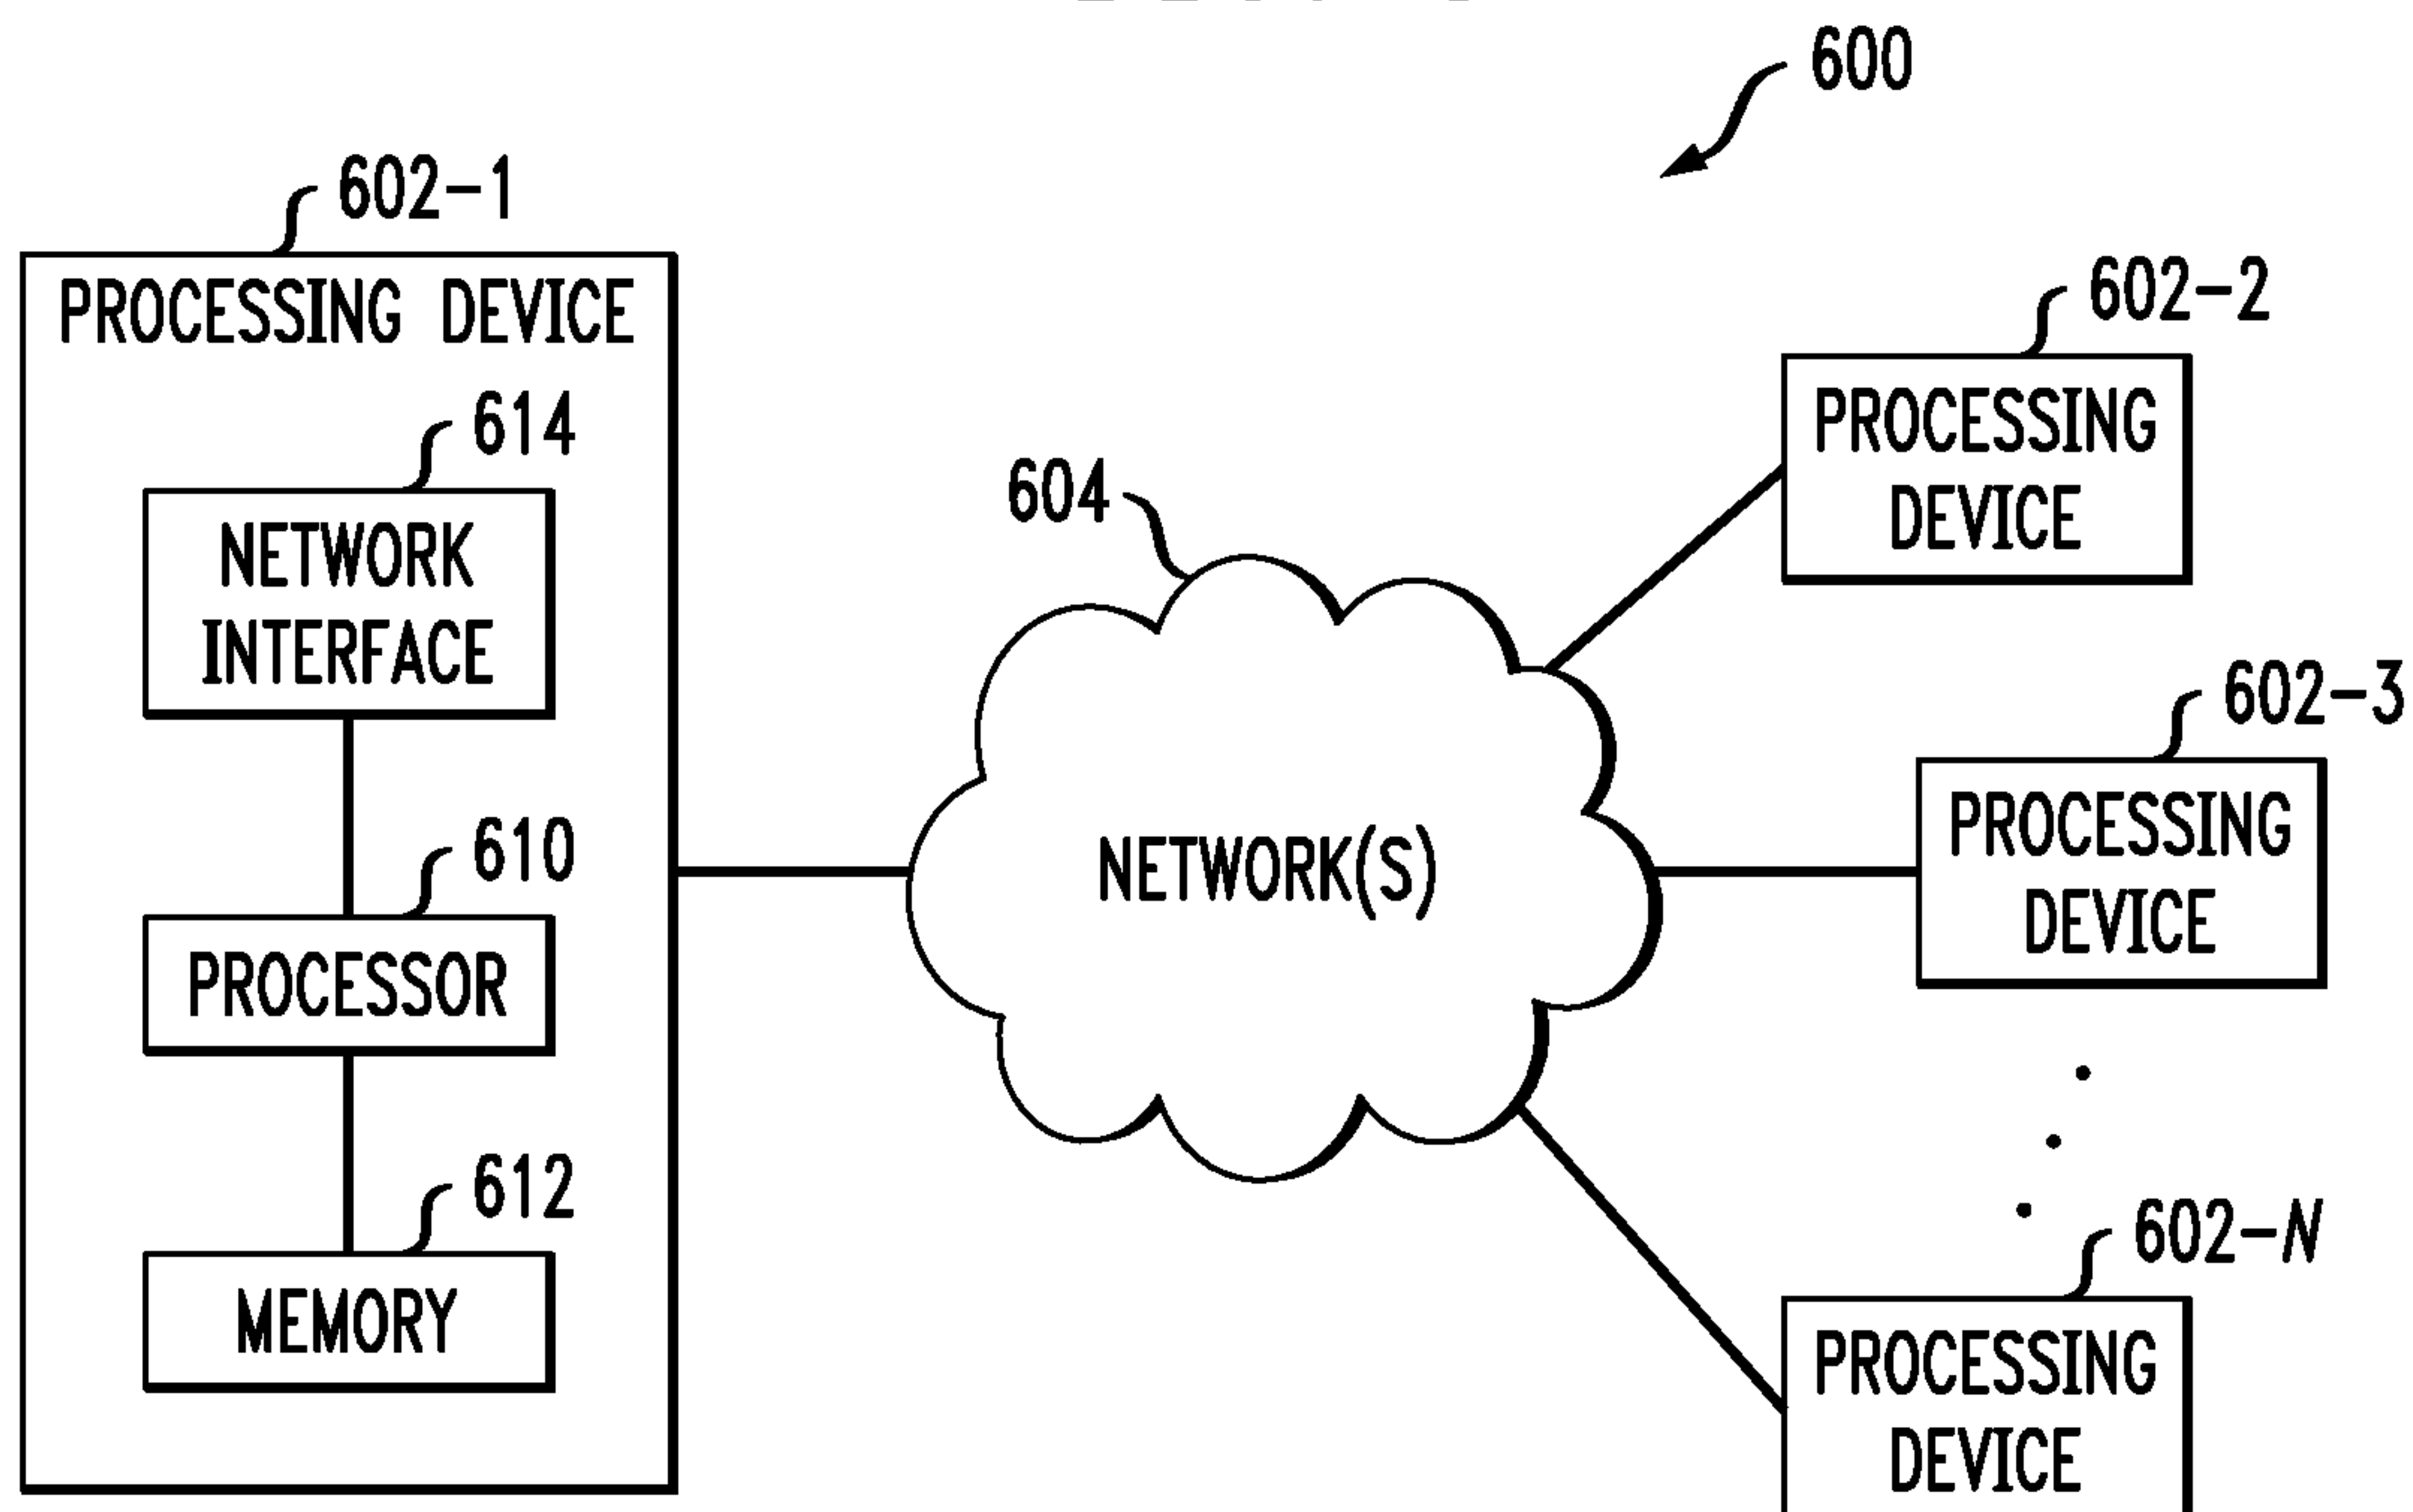 600
602-1
PROCESSING DEVICE
614
NETWORK
INTERFACE
610
PROCESSOR
612
MEMORY
604
NETWORK(S)
602-2
PROCESSING
DEVICE
602-3
PROCESSING
DEVICE
602-N
PROCESSING
DEVICE